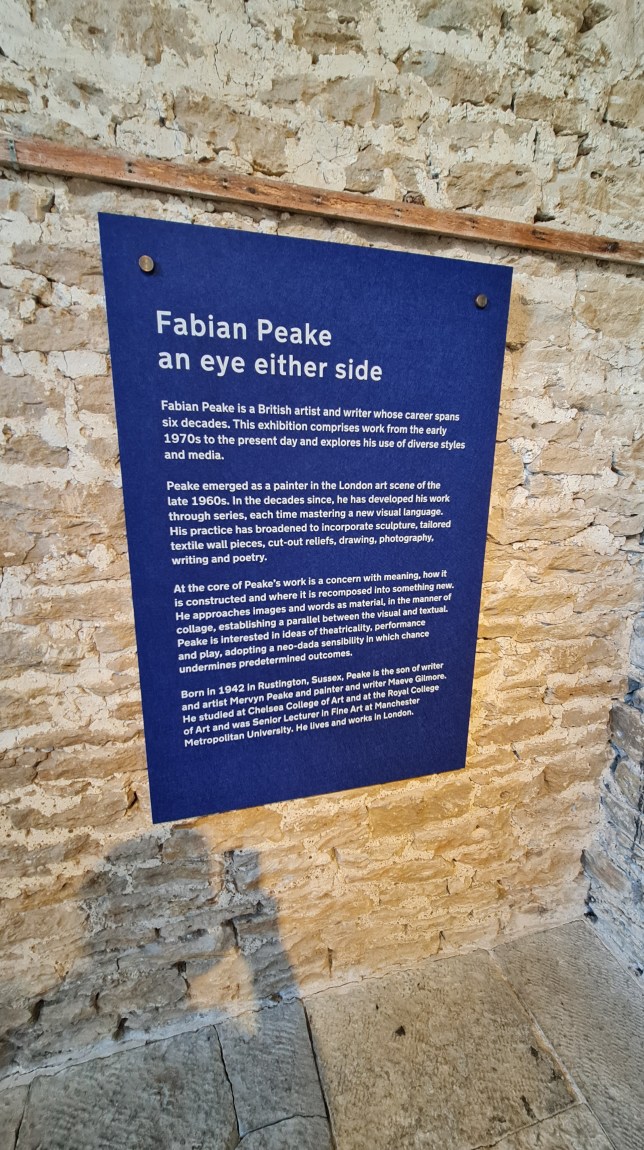 Fabian Peake
an eye either side
Fabian Peake is a British artist and writer whose career spans
six decades. This exhibition comprises work from the early
1970s to the present day and explores his use of diverse styles
and media.
Peake emerged as a painter in the London art scene of the
late 1960s. In the decades since, he has developed his work
through series, each time mastering a new visual language.
His practice has broadened to incorporate sculpture, tailored
textile wall pieces, cut-out reliefs, drawing, photography,
writing and poetry.
At the core of Peake's work is a concern with meaning, how it
is constructed and where it is recomposed into something new.
He approaches images and words as material, in the manner of
collage, establishing a parallel between the visual and textual.
Peake is interested in ideas of theatricality, performance
and play, adopting a neo-dada sensibility in which chance
undermines predetermined outcomes.
Born in 1942 in Rustington, Sussex, Peake is the son of writer
and artist Mervyn Peake and painter and writer Maeve Gilmore.
He studied at Chelsea College of Art and at the Royal College
of Art and was Senior Lecturer in Fine Art at Manchester
Metropolitan University. He lives and works in London.